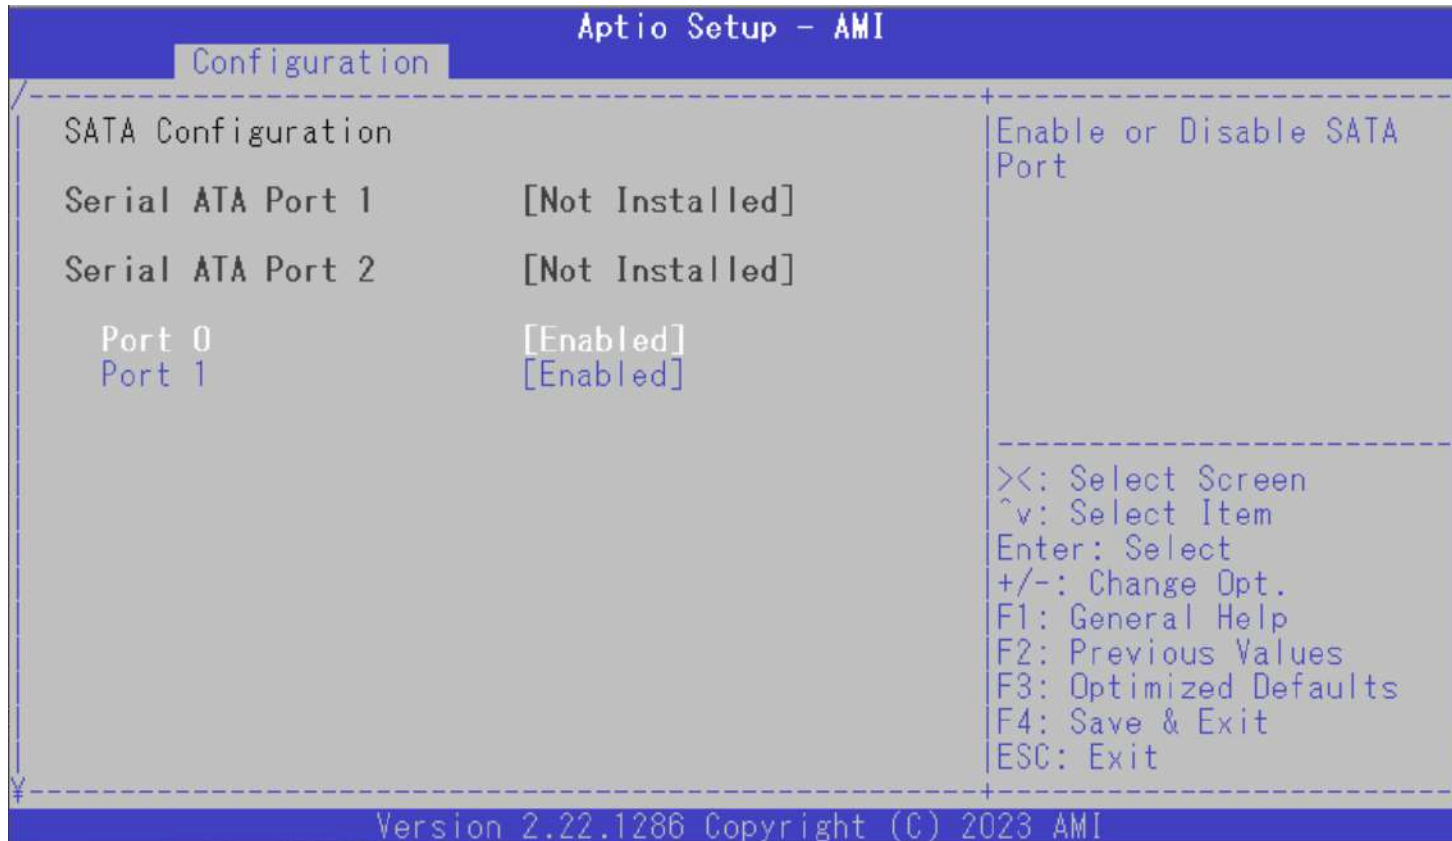 Aptio Setup - AMI
Configuration
SATA Configuration
Serial ATA Port 1 [Not Installed]
Serial ATA Port 2 [Not Installed]
Port 0 [Enabled]
Port 1 [Enabled]
Enable or Disable SATA
Port
><: Select Screen
^v: Select Item
Enter: Select
+/-: Change Opt.
F1: General Help
F2: Previous Values
F3: Optimized Defaults
F4: Save & Exit
ESC: Exit
Version 2.22.1286 Copyright (C) 2023 AMI